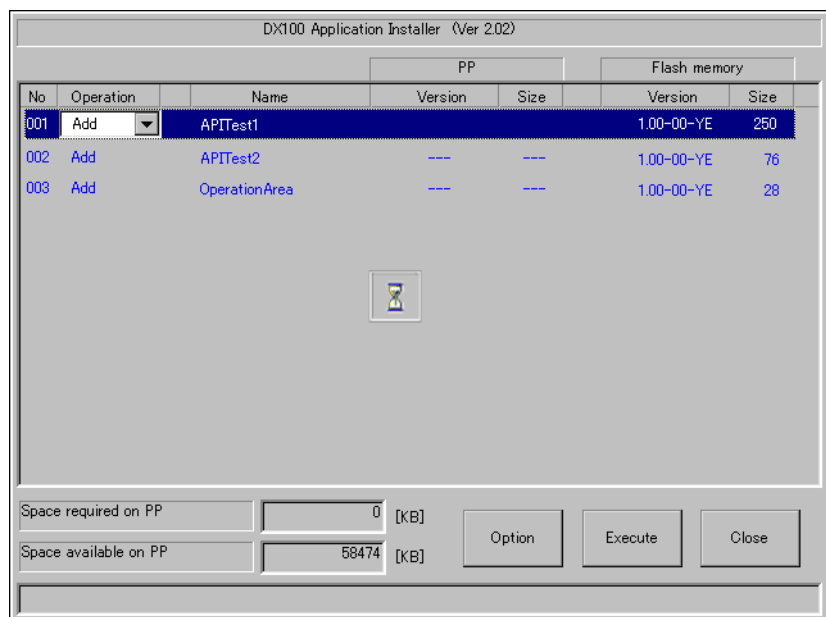 DX100 Application Installer (Ver 2.02)
PP Flash memory
No Operation Name Version Size Version Size
001 Add APITest1 1.00-00-YE 250
002 Add APITest2 --- --- 1.00-00-YE 76
003 Add OperationArea --- --- 1.00-00-YE 28
Space required on PP 0 [KB]
Space available on PP 58474 [KB]
Option Execute Close